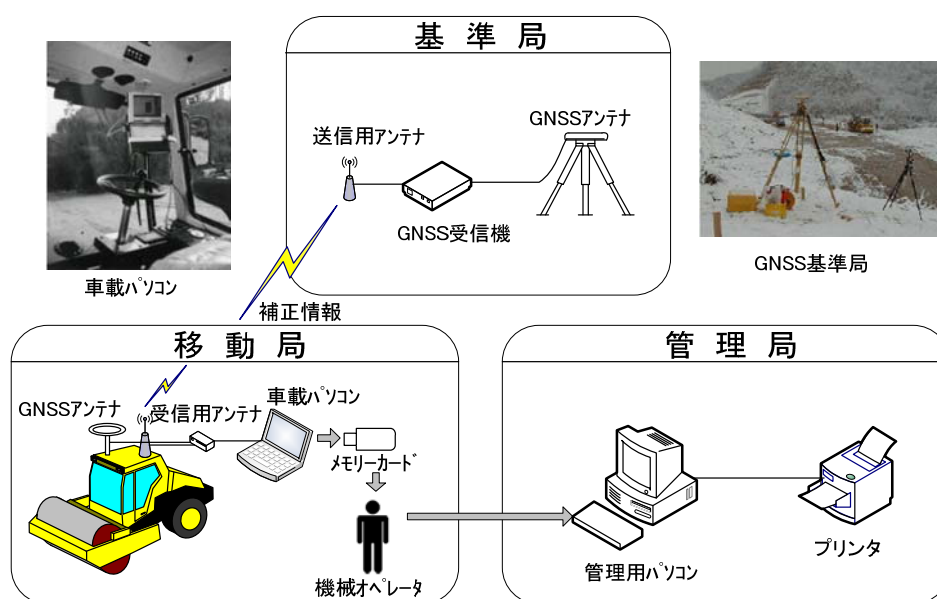 基準局
送信用アンテナ
GNSSアンテナ
GNSS受信機
車載パソコン
GNSS基準局
補正情報
移動局
GNSSアンテナ
受信用アンテナ
車載パソコン
メモリーカード
機械オペレータ
管理局
管理用パソコン
プリンタ